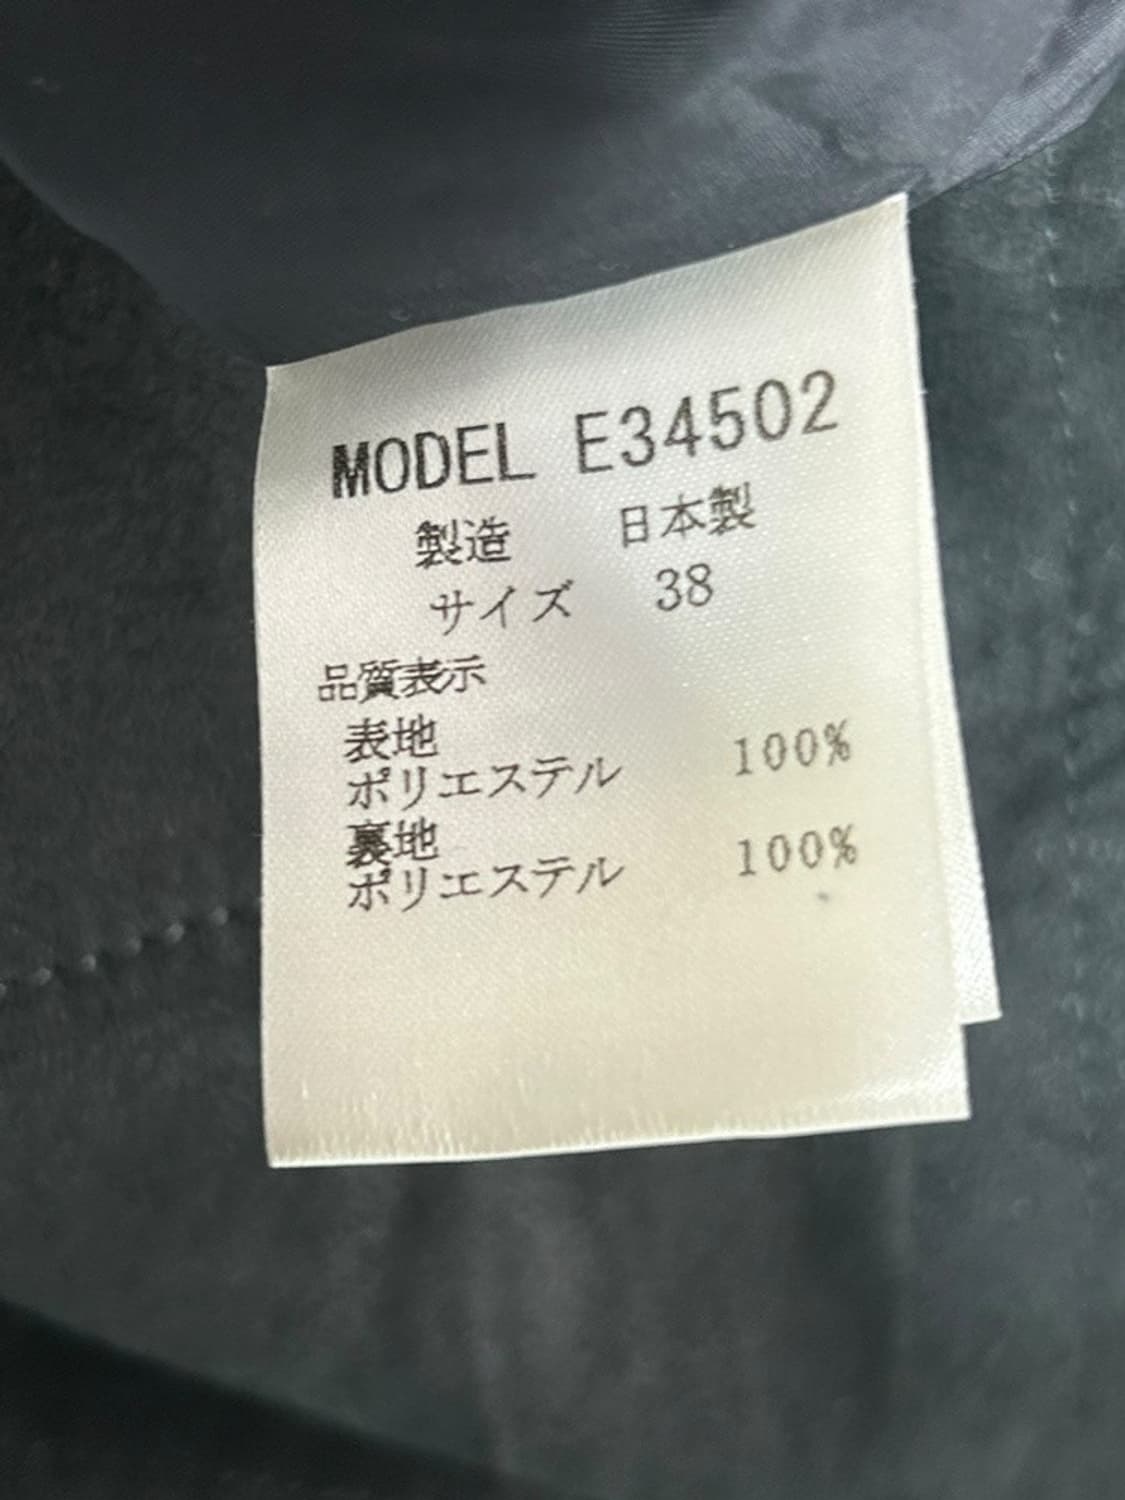 MODEL E34502
製造 日本製
サイズ 38
品質表示
表地
ポリエステル 100%
裏地
ポリエステル 100%